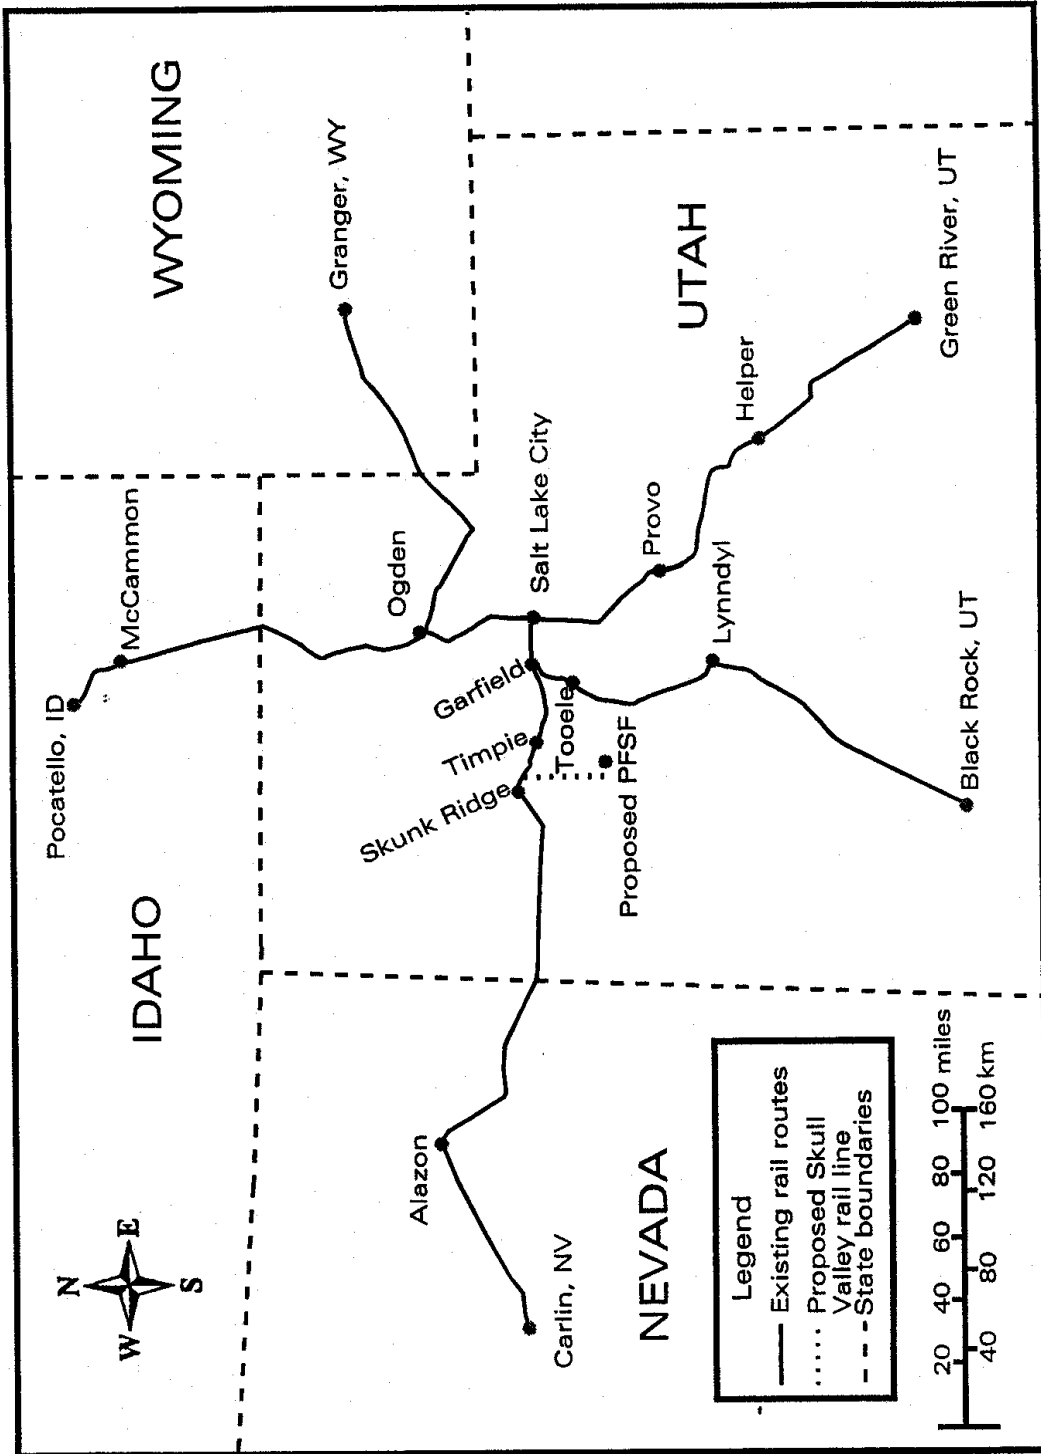 IDAHO
WYOMING
Pocatello, ID
McCammon
Granger, WY
N
W
E
S
Ogden
Alazon
Skunk Ridge
Timpie
Garfield
Salt Lake City
Carlin, NV
Tooele
Proposed PFSF
Provo
UTAH
NEVADA
Lynndyl
Helper
Black Rock, UT
Green River, UT
Legend
Existing rail routes
Proposed Skull
Valley rail line
State boundaries
20 40 60 80 100 miles
40 80 120 160 km